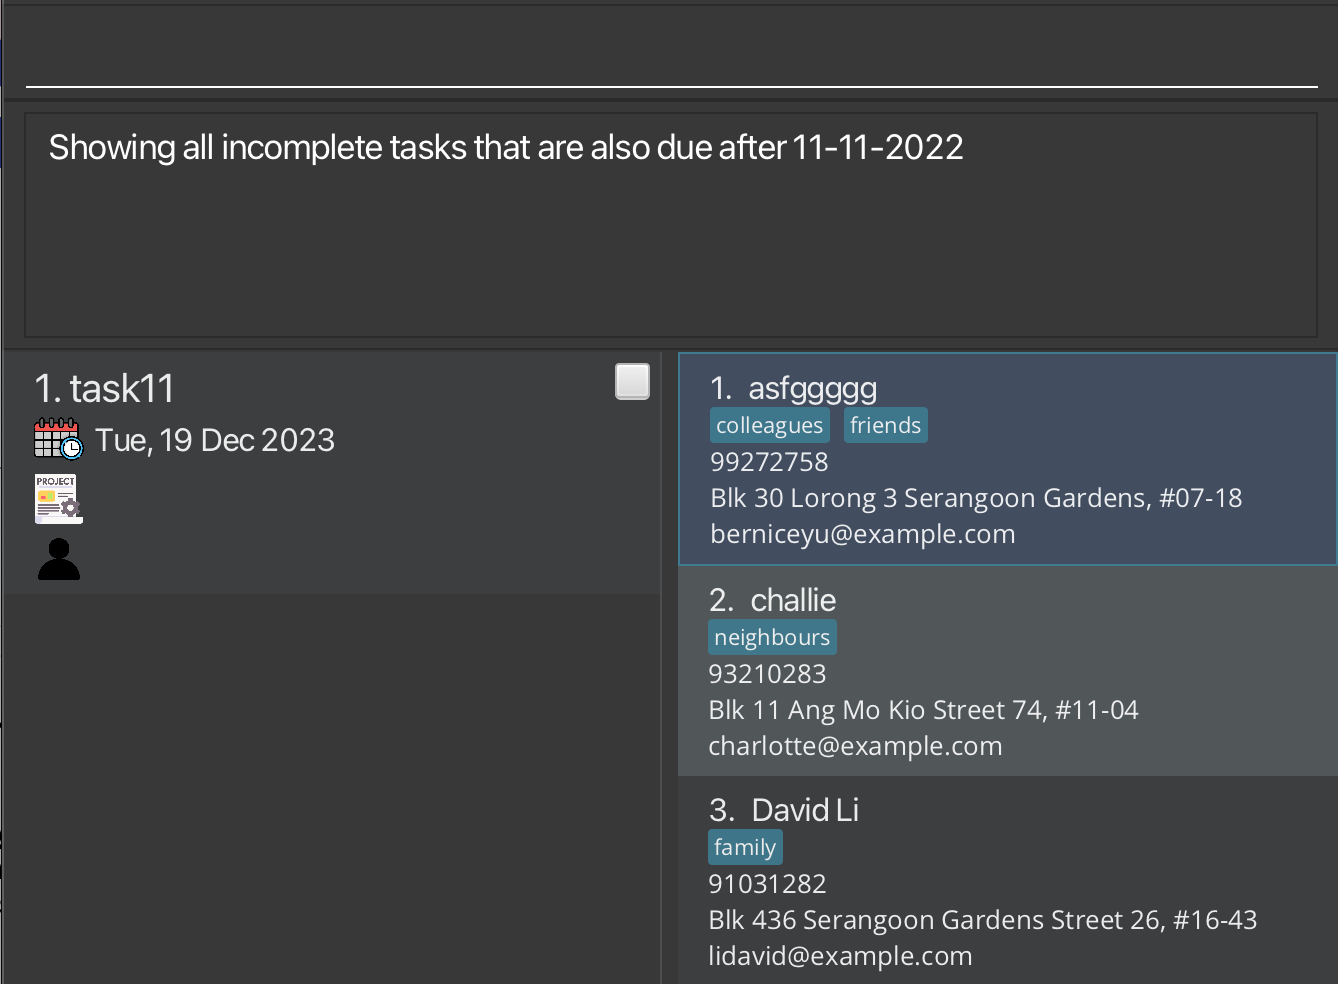 Showing all incomplete tasks that are also due after 11-11-2022
1. task11
Tue, 19 Dec 2023
PROJECT
1. asfggggg
colleagues friends
99272758
Blk 30 Lorong 3 Serangoon Gardens, #07-18
berniceyu@example.com
2. challie
neighbours
93210283
Blk 11 Ang Mo Kio Street 74, #11-04
charlotte@example.com
3. David Li
family
91031282
Blk 436 Serangoon Gardens Street 26, #16-43
lidavid@example.com